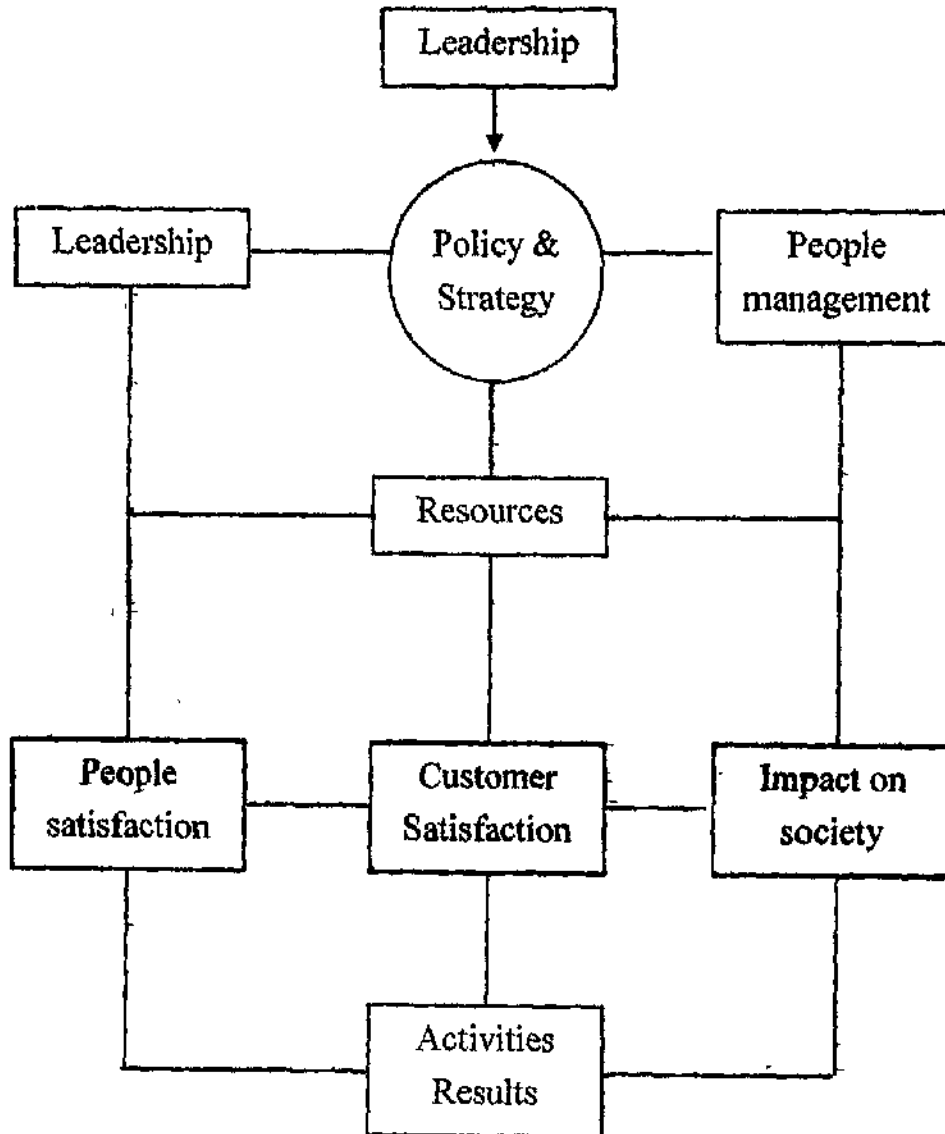 Leadership
Leadership
Policy &
Strategy
People
management
Resources
People
satisfaction
Customer
Satisfaction
Impact on
society
Activities
Results